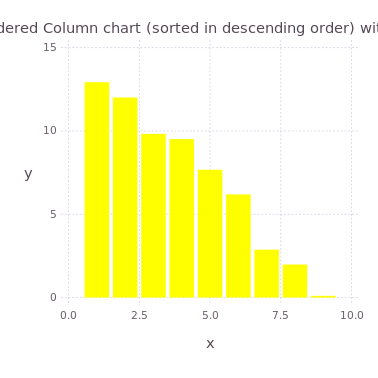 dered Column chart (sorted in descending order) wit
15
10
y
5
0
0.0 2.5 5.0 7.5 10.0
x